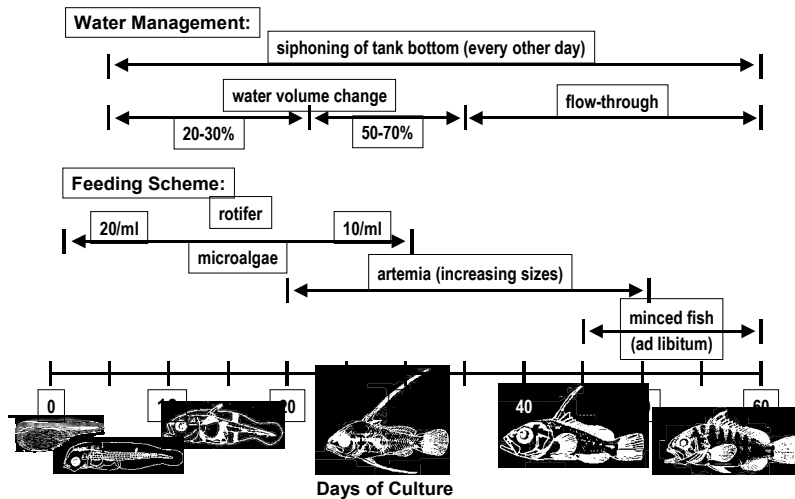 Water Management:
siphoning of tank bottom (every other day)
water volume change
flow-through
20-30%
50-70%
Feeding Scheme:
rotifer
20/ml
10/ml
microalgae
artemia (increasing sizes)
minced fish
(ad libitum)
0
20
40
60
Days of Culture